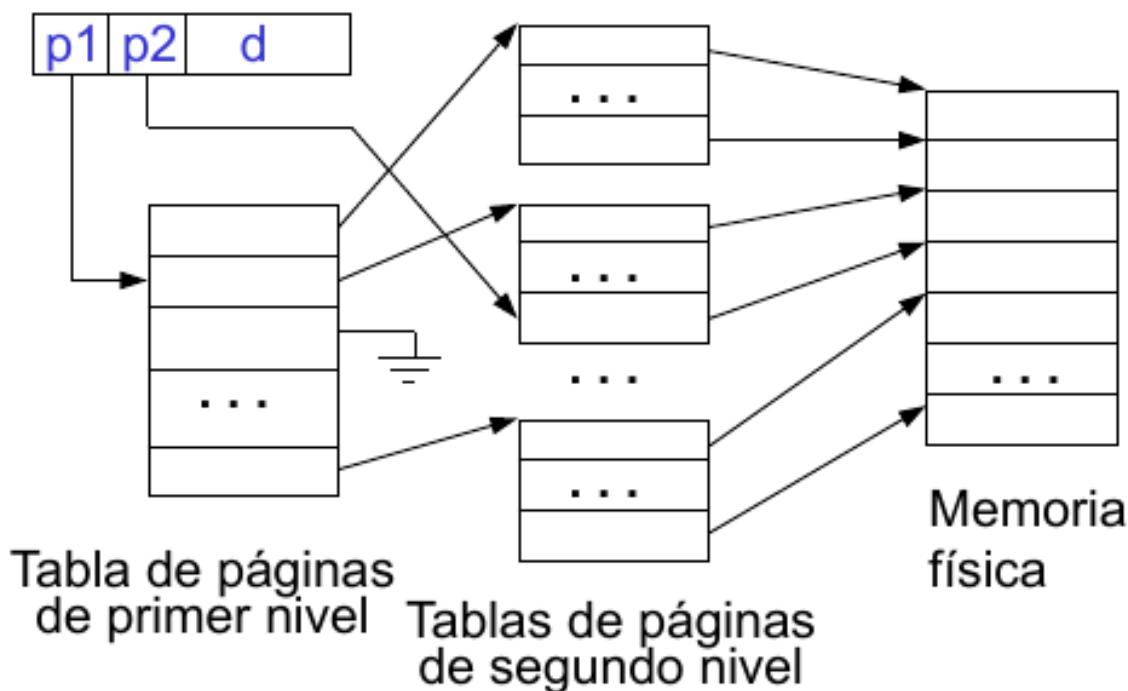 p1 p2 d
...
...
...
...
...
...
Tabla de páginas
de primer nivel
Tablas de páginas
de segundo nivel
Memoria
física